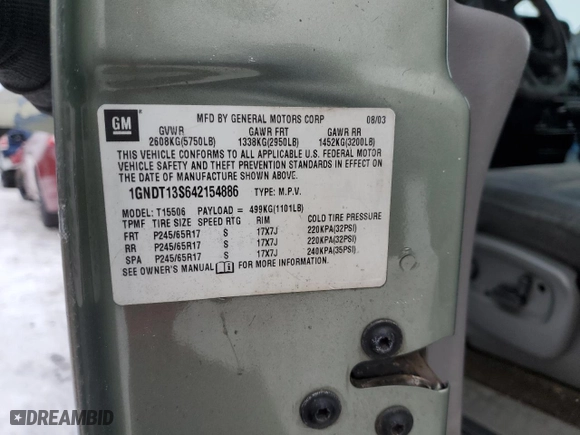 GM
MFD BY GENERAL MOTORS CORP 08/03
GVWR GAWR FRT GAWR RR
2608KG(5750LB) 1338KG(2950LB) 1452KG(3200LB)
THIS VEHICLE CONFORMS TO ALL APPLICABLE U.S. FEDERAL MOTOR
VEHICLE SAFETY AND THEFT PREVENTION STANDARDS IN EFFECT ON
THE DATE OF MANUFACTURE SHOWN ABOVE.
1GNDT13S642154886 TYPE: M.P.V.
MODEL: T15506 PAYLOAD = 499KG(1101LB)
TPMF TIRE SIZE SPEED RTG RIM COLD TIRE PRESSURE
FRT P245/65R17 S 17X7J 220KPA(32PSI)
RR P245/65R17 S 17X7J 220KPA(32PSI)
SPA P245/65R17 S 17X7J 240KPA(35PSI)
SEE OWNER'S MANUAL FOR MORE INFORMATION.
DREAMBID